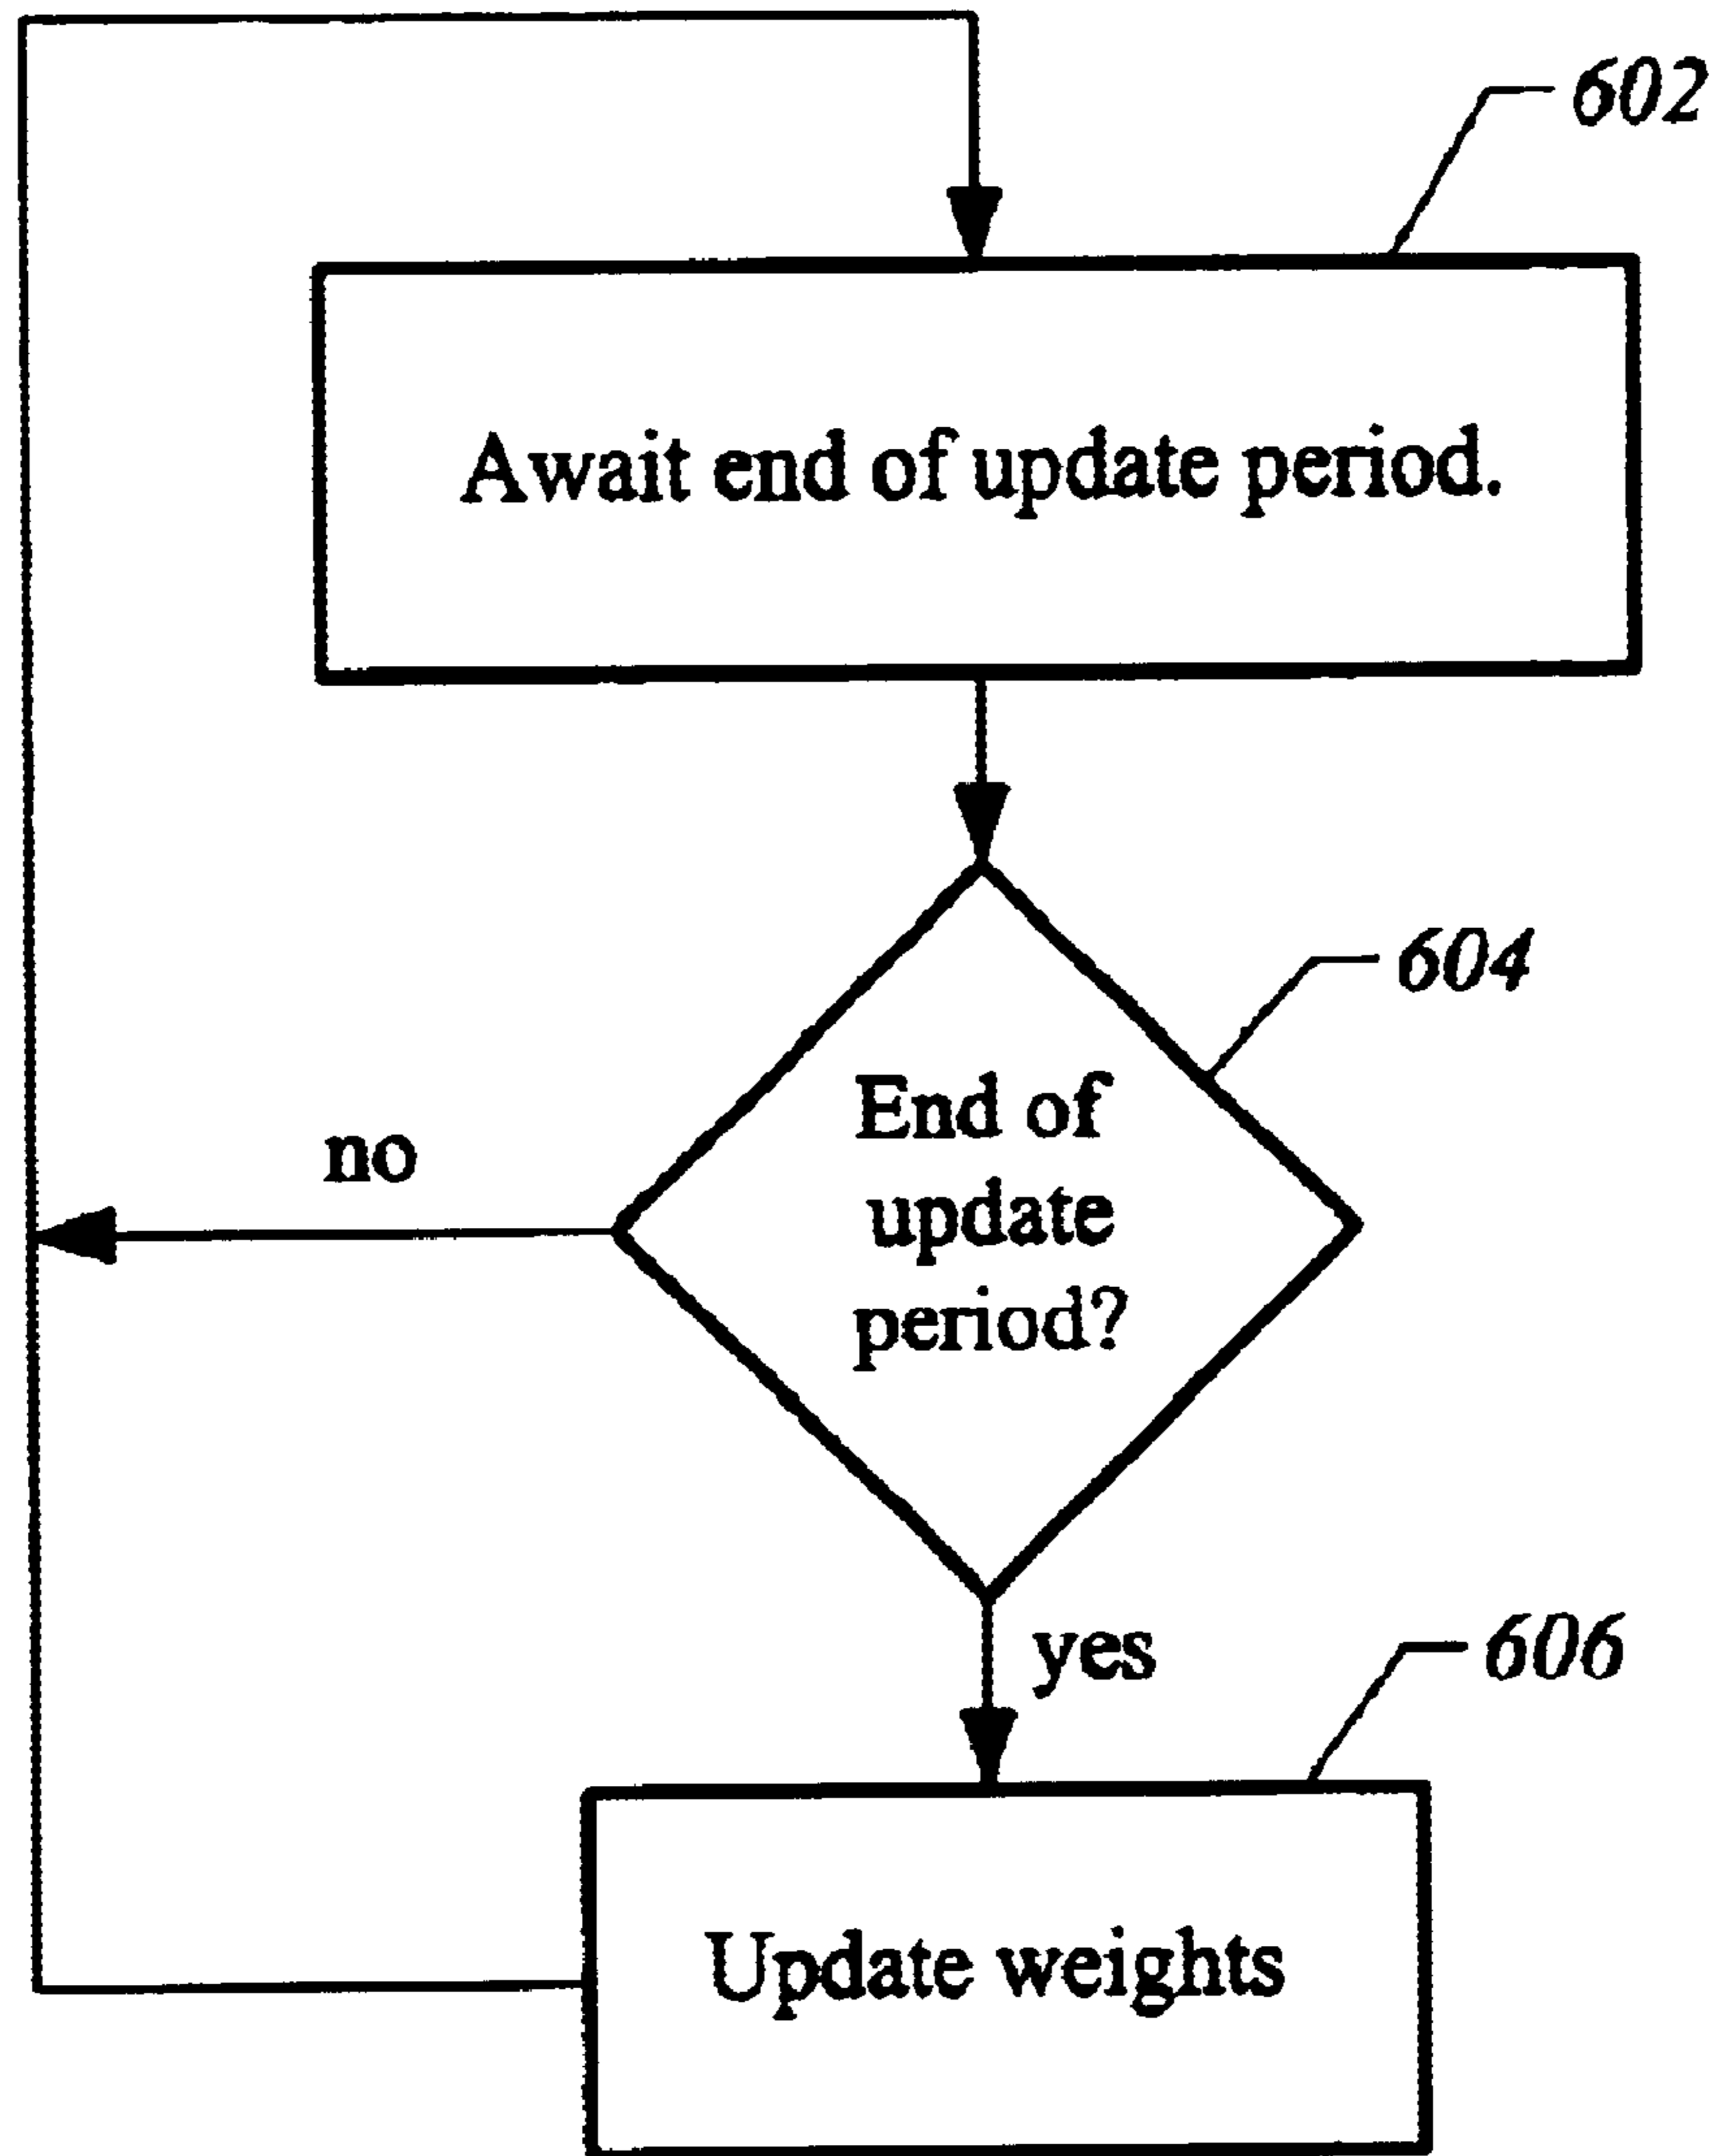 602
Await end of update period.
604
End of
update
period?
no
yes
606
Update weights